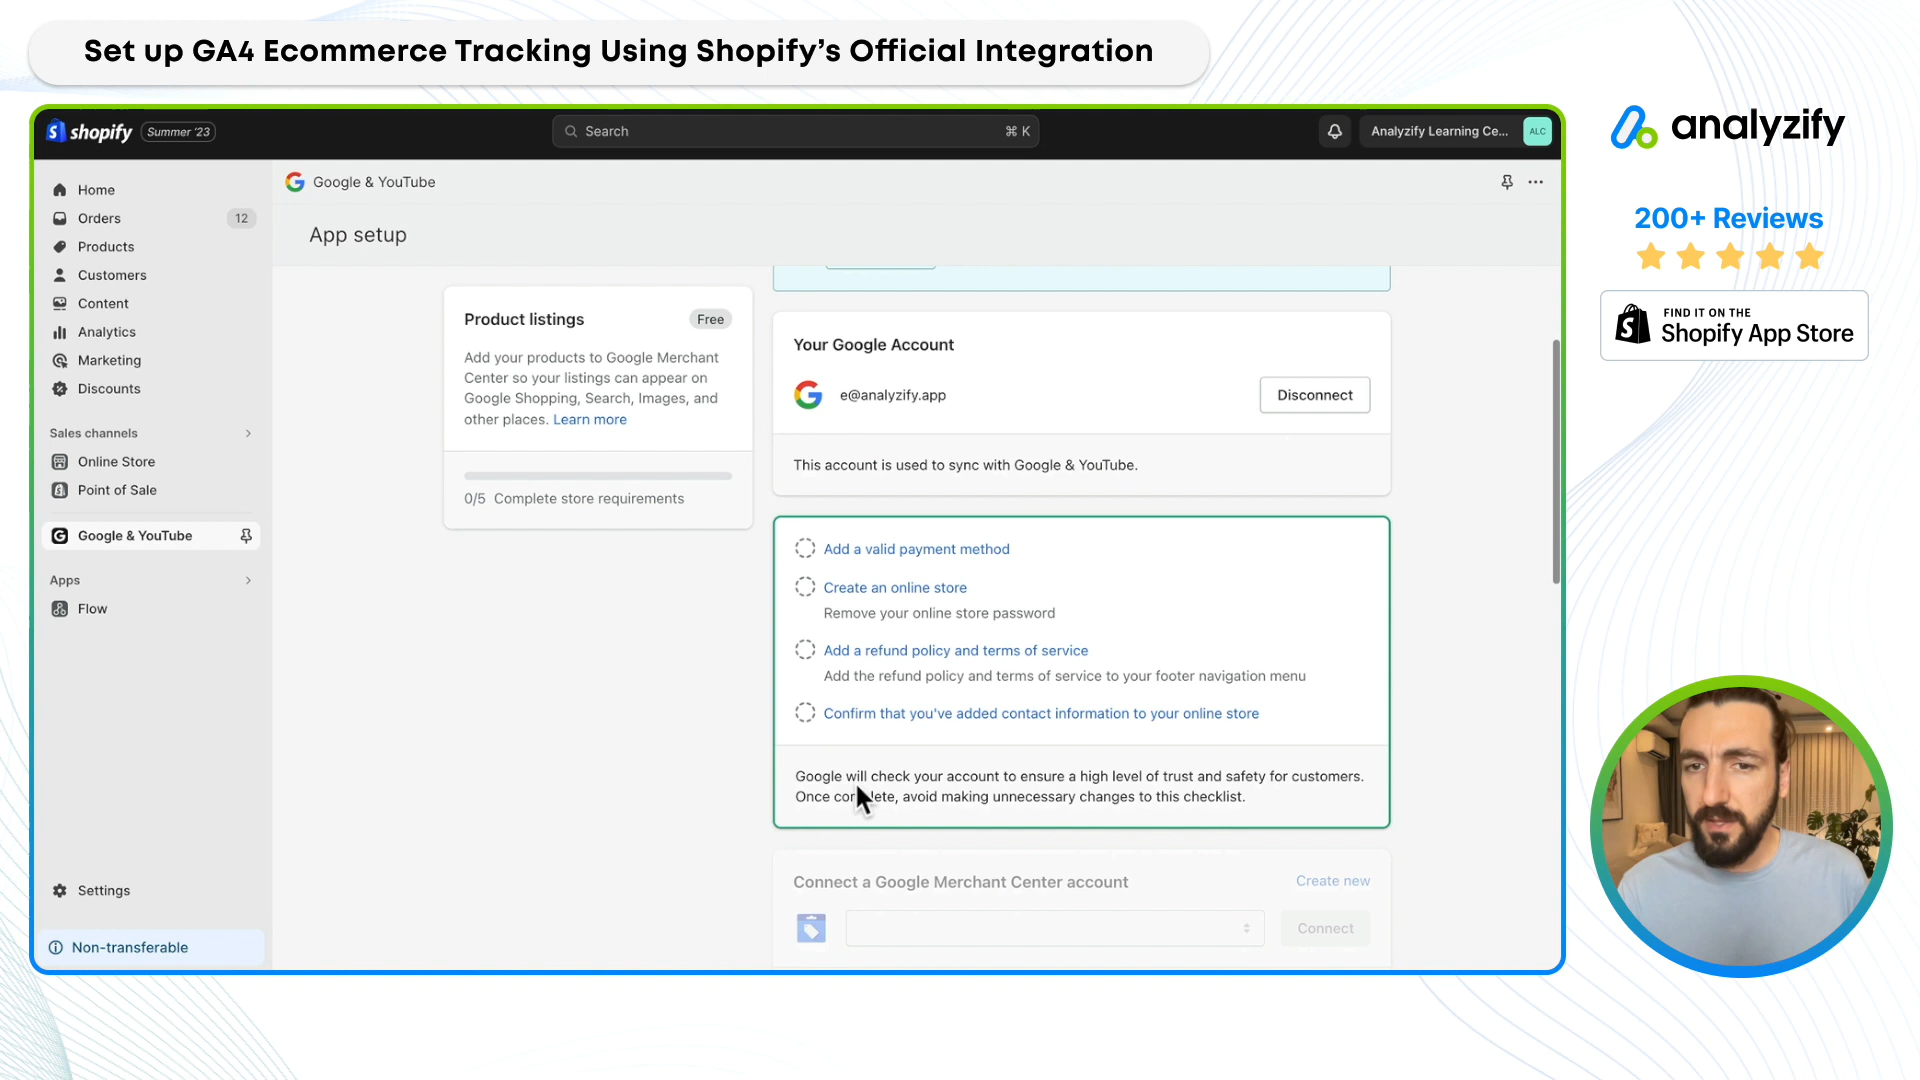 Set up GA4 Ecommerce Tracking Using Shopify’s Official Integration
shopify
Summer '23
Search
⌘ K
Analyzify Learning Ce...
ALC
Home
Orders
12
Products
Customers
Content
Analytics
Marketing
Discounts
Sales channels
Online Store
Point of Sale
Google & YouTube
Apps
Flow
Settings
Non-transferable
Google & YouTube
App setup
Product listings
Free
Add your products to Google Merchant
Center so your listings can appear on
Google Shopping, Search, Images, and
other places. Learn more
0/5 Complete store requirements
Your Google Account
e@analyzify.app
Disconnect
This account is used to sync with Google & YouTube.
Add a valid payment method
Create an online store
Remove your online store password
Add a refund policy and terms of service
Add the refund policy and terms of service to your footer navigation menu
Confirm that you've added contact information to your online store
Google will check your account to ensure a high level of trust and safety for customers.
Once complete, avoid making unnecessary changes to this checklist.
Connect a Google Merchant Center account
Create new
Connect
analyzify
200+ Reviews
FIND IT ON THE
Shopify App Store